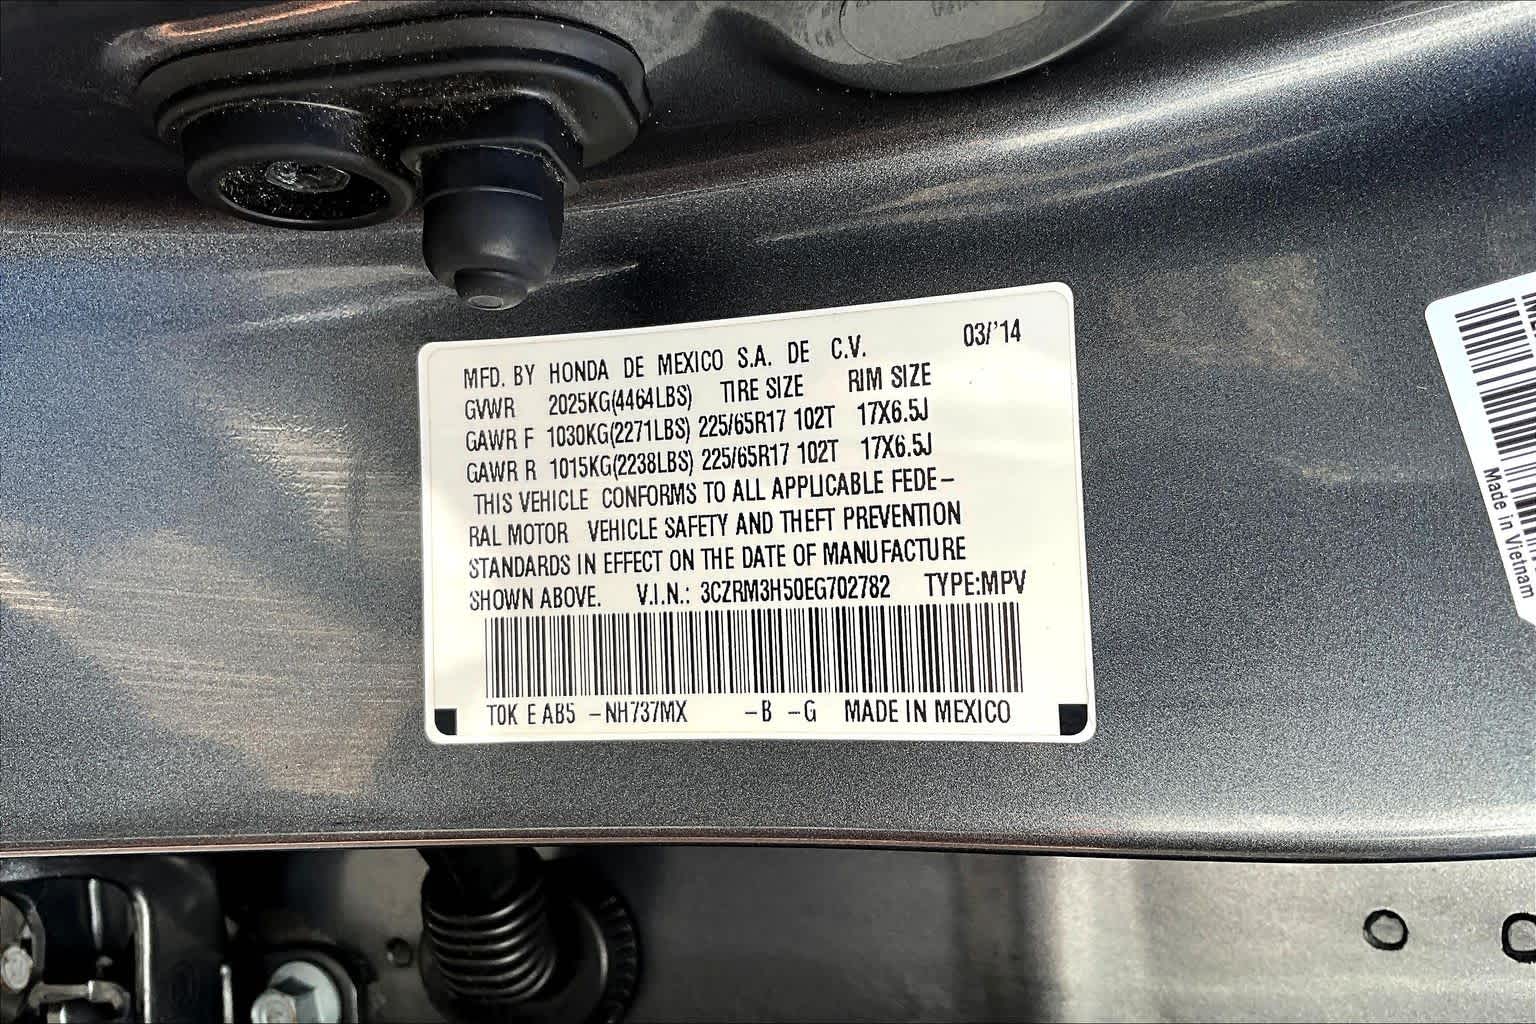 MFD. BY HONDA DE MEXICO S.A. DE C.V. 03/'14
GVWR 2025KG(4464LBS) TIRE SIZE RIM SIZE
GAWR F 1030KG(2271LBS) 225/65R17 102T 17X6.5J
GAWR R 1015KG(2238LBS) 225/65R17 102T 17X6.5J
THIS VEHICLE CONFORMS TO ALL APPLICABLE FEDE–
RAL MOTOR VEHICLE SAFETY AND THEFT PREVENTION
STANDARDS IN EFFECT ON THE DATE OF MANUFACTURE
SHOWN ABOVE. V.I.N.: 3CZRM3H50EG702782 TYPE:MPV
T0K E AB5 –NH737MX –B –G MADE IN MEXICO
Made in Vietnam